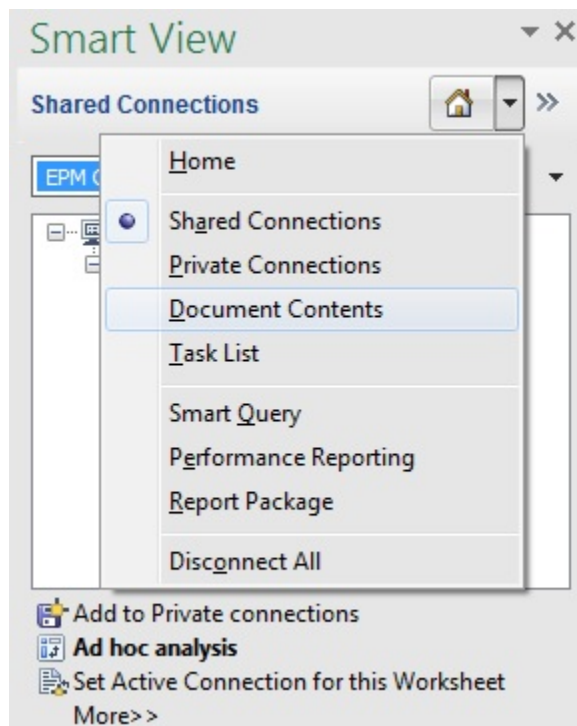 Smart View
Shared Connections
EPM
Home
Shared Connections
Private Connections
Document Contents
Task List
Smart Query
Performance Reporting
Report Package
Disconnect All
Add to Private connections
Ad hoc analysis
Set Active Connection for this Worksheet
More>>